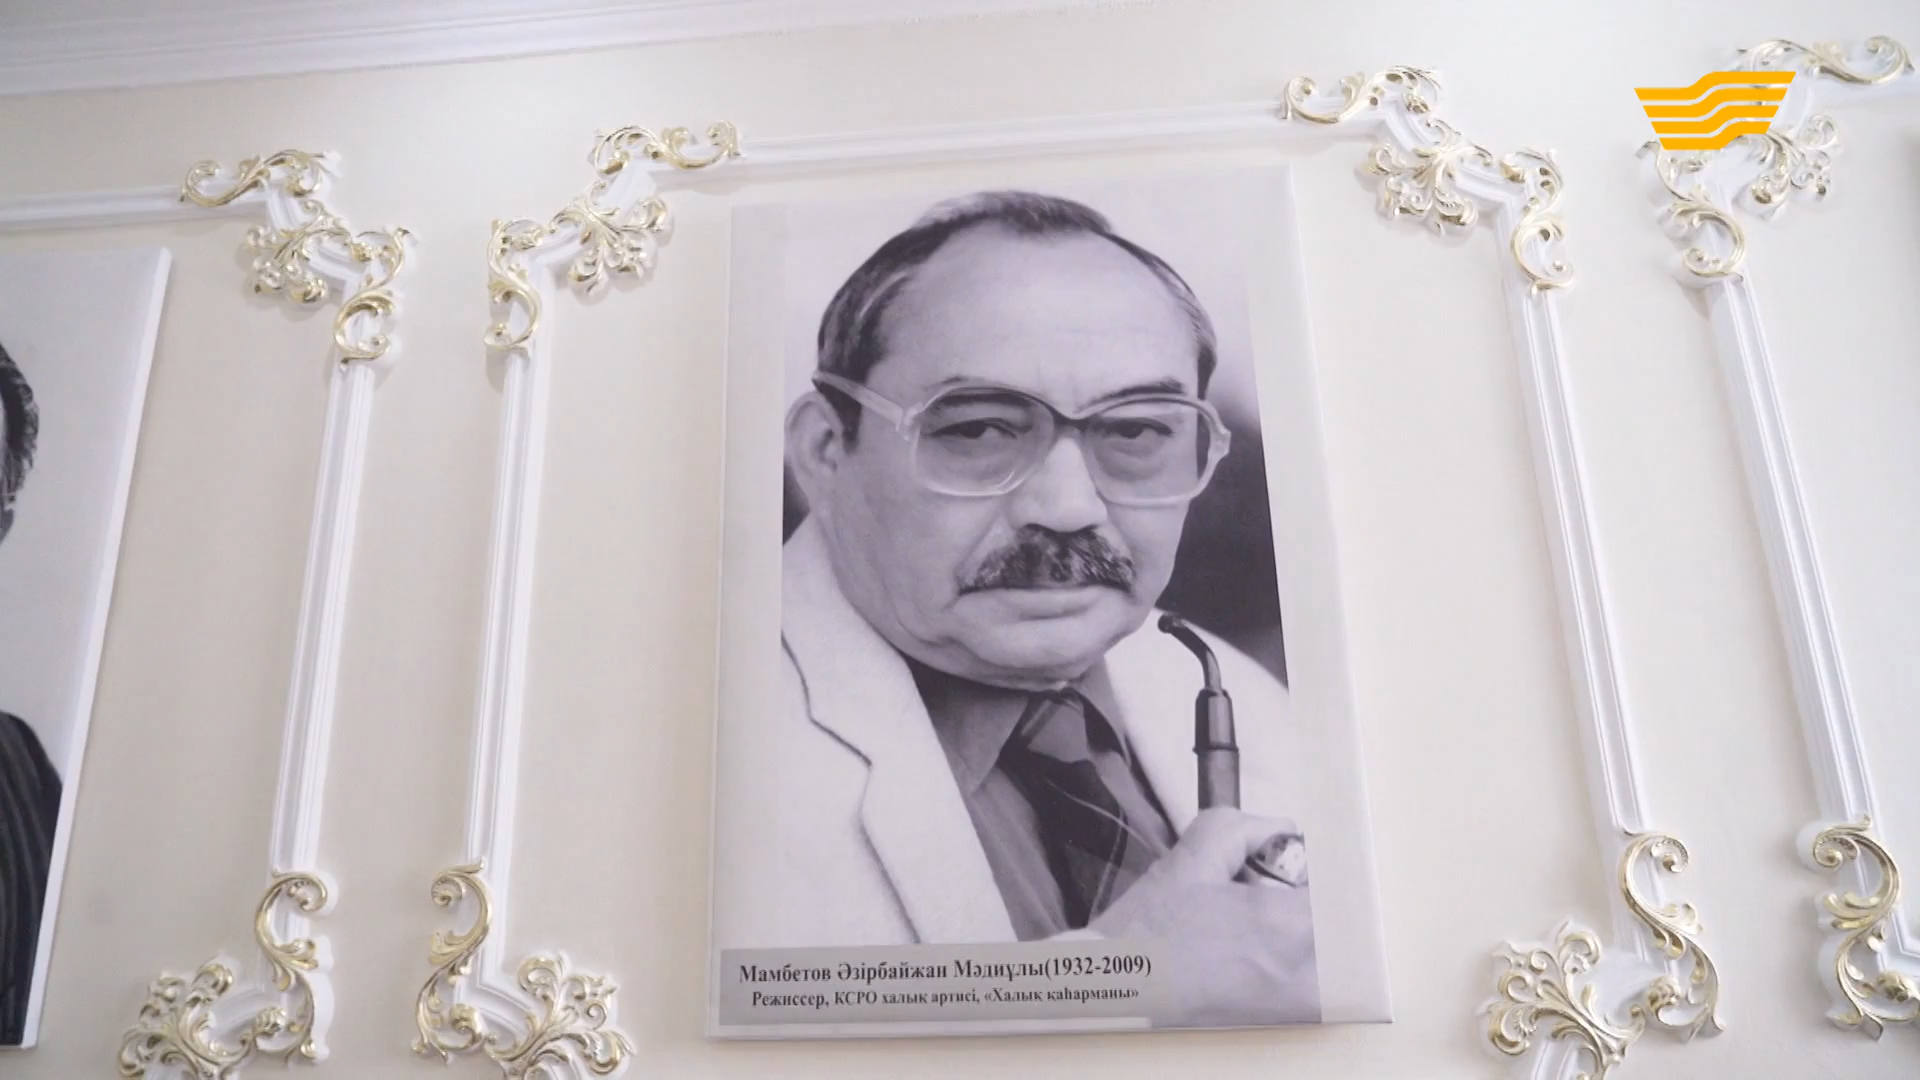 Мамбетов Әзірбайжан Мәдиұлы(1932-2009)
Режиссер, КСРО халық артисі, «Халық қаһарманы»